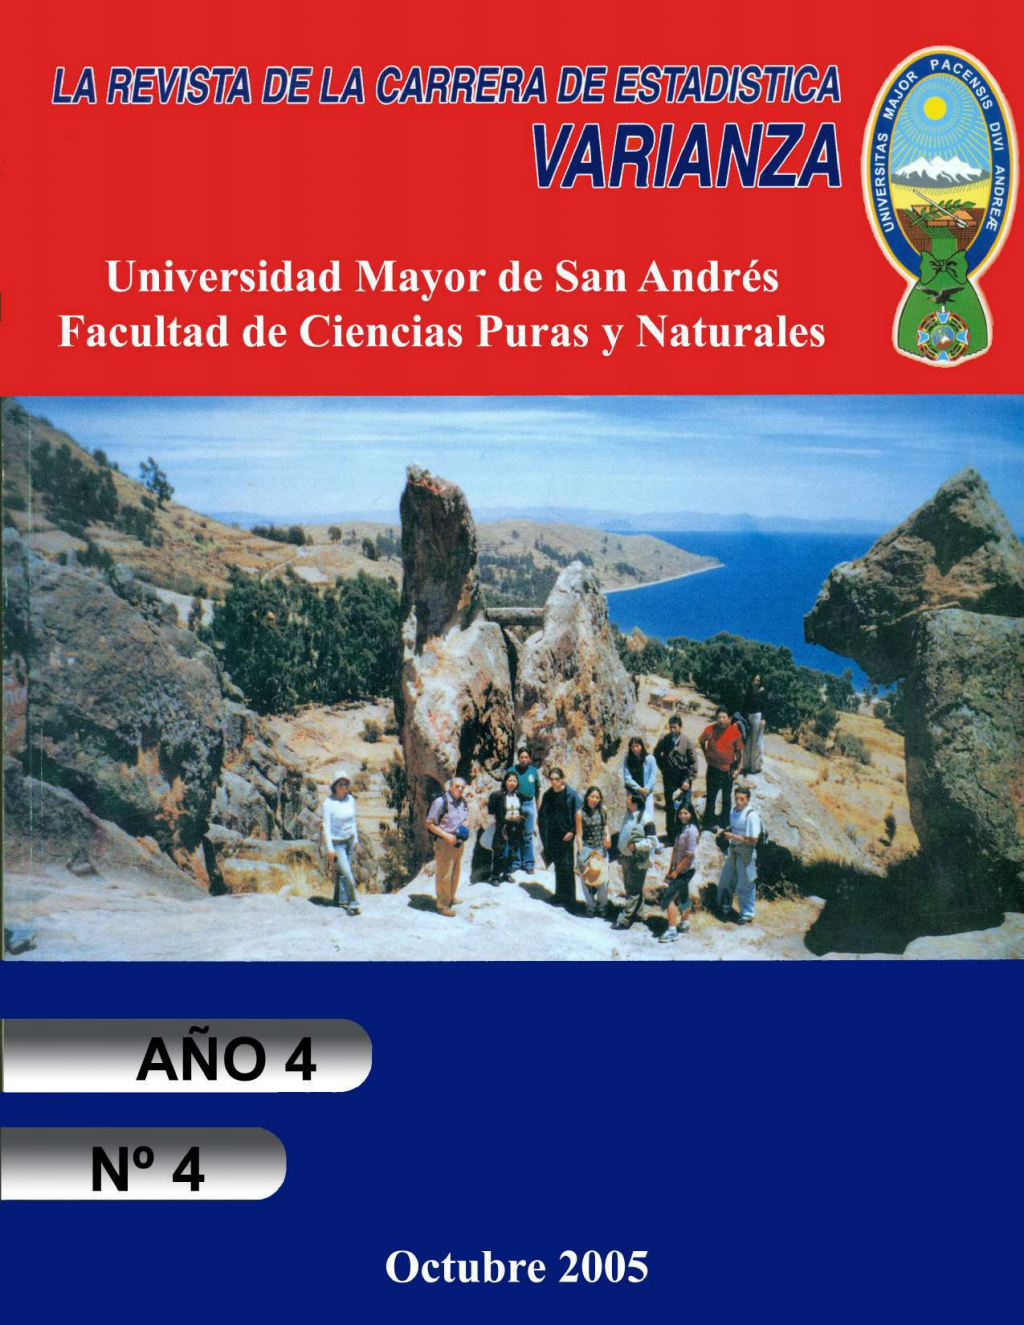 LA REVISTA DE LA CARRERA DE ESTADISTICA
VARIANZA
UNIVERSITAS MAJOR PACENSIS DIVI ANDREÆ
Universidad Mayor de San Andrés
Facultad de Ciencias Puras y Naturales
AÑO 4
Nº 4
Octubre 2005